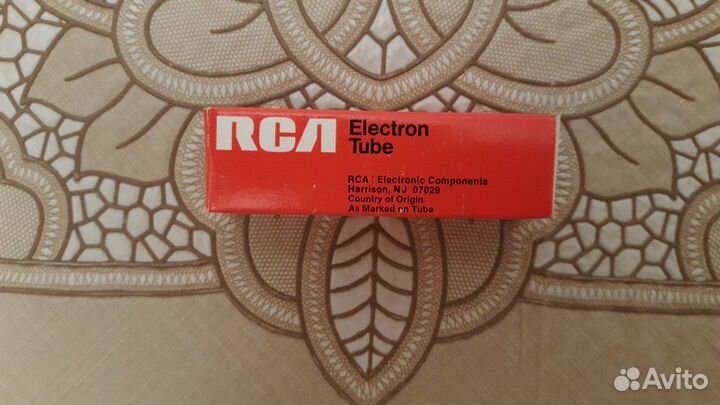 RCA
Electron
Tube
RCA | Electronic Components
Harrison, NJ 07029
Country of Origin
As Marked on Tube
Avito